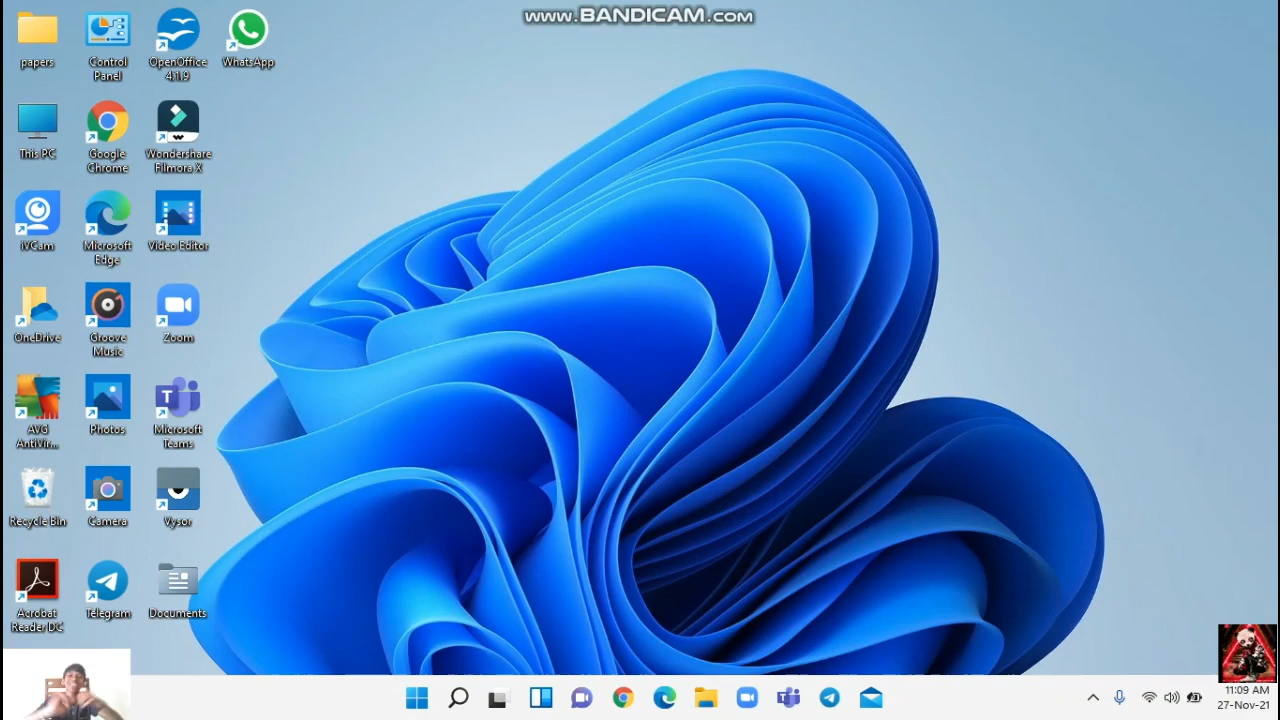 www.BANDICAM.com
papers
Control
Panel
OpenOffice
4.1.9
WhatsApp
This PC
Google
Chrome
Wondershare
Filmora X
iVCam
Microsoft
Edge
Video Editor
OneDrive
Groove
Music
Zoom
AVG
AntiVir...
Photos
Microsoft
Teams
Recycle Bin
Camera
Vysor
Acrobat
Reader DC
Telegram
Documents
11:09 AM
27-Nov-21